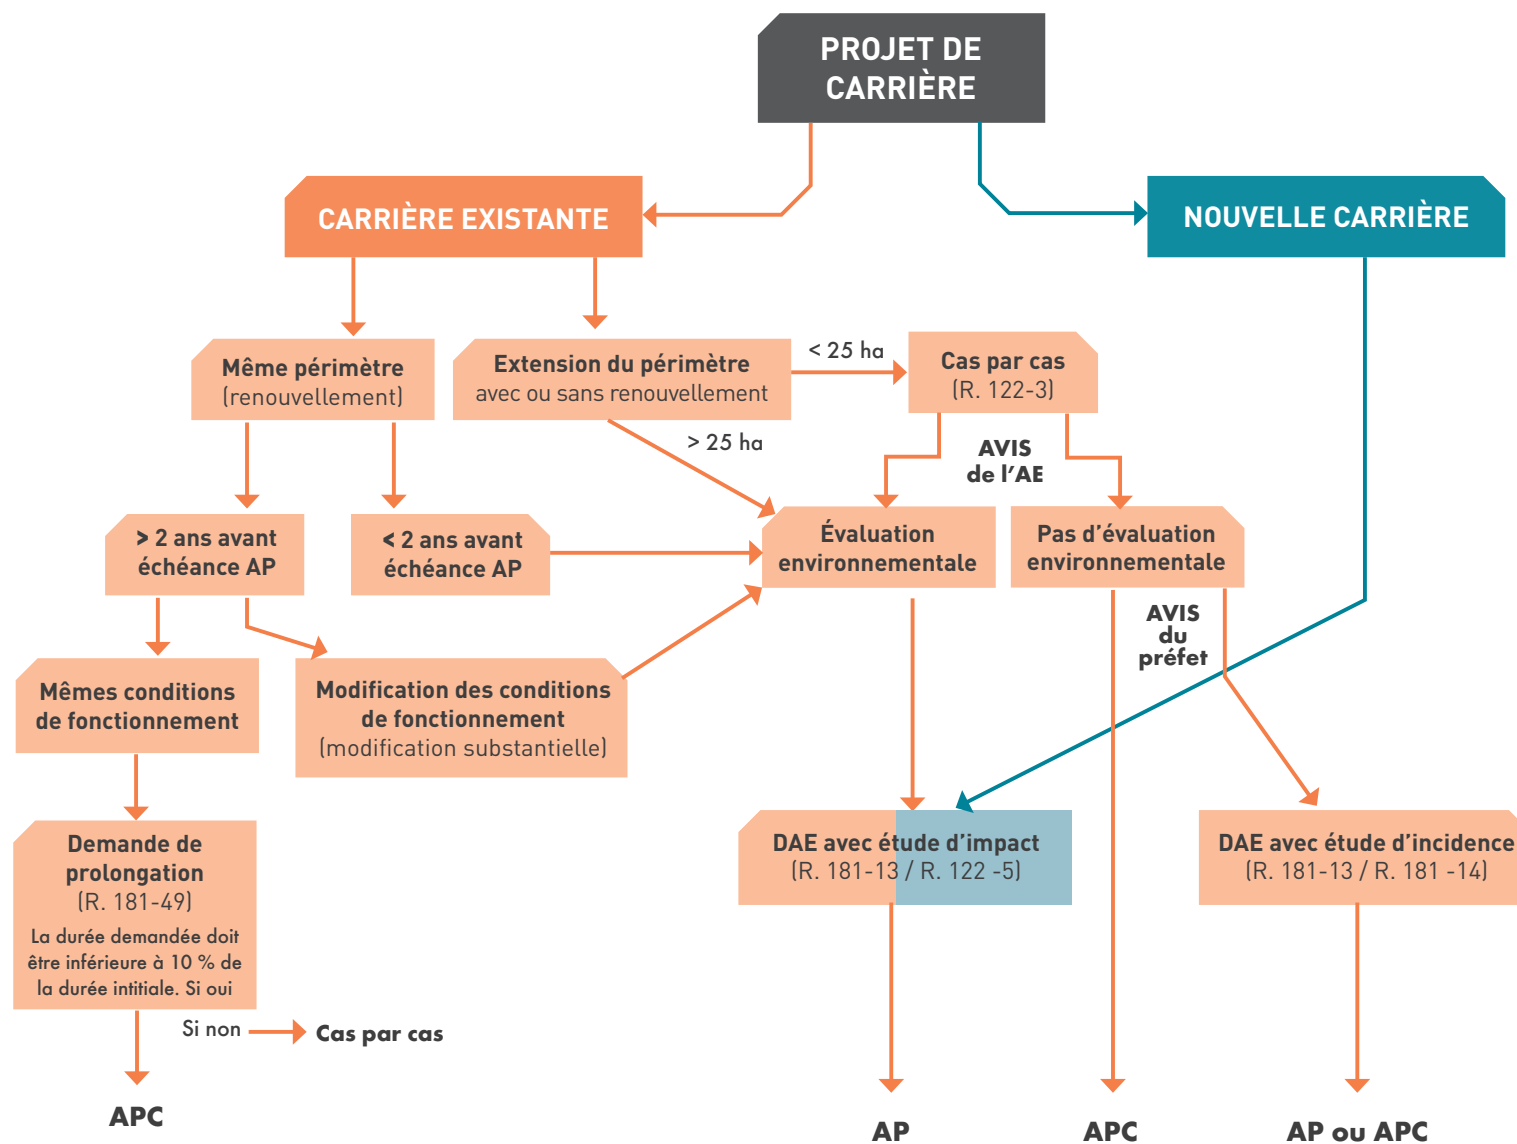 PROJET DE
CARRIÈRE
CARRIÈRE EXISTANTE
NOUVELLE CARRIÈRE
Même périmètre
(renouvellement)
Extension du périmètre
avec ou sans renouvellement
< 25 ha
Cas par cas
(R. 122-3)
> 25 ha
AVIS
de l’AE
> 2 ans avant
échéance AP
< 2 ans avant
échéance AP
Évaluation
environnementale
Pas d’évaluation
environnementale
AVIS
du
préfet
Mêmes conditions
de fonctionnement
Modification des conditions
de fonctionnement
(modification substantielle)
Demande de
prolongation
(R. 181-49)
La durée demandée doit
être inférieure à 10 % de
la durée intitiale. Si oui
DAE avec étude d’impact
(R. 181-13 / R. 122 -5)
DAE avec étude d’incidence
(R. 181-13 / R. 181 -14)
Si non
Cas par cas
APC
AP
APC
AP ou APC